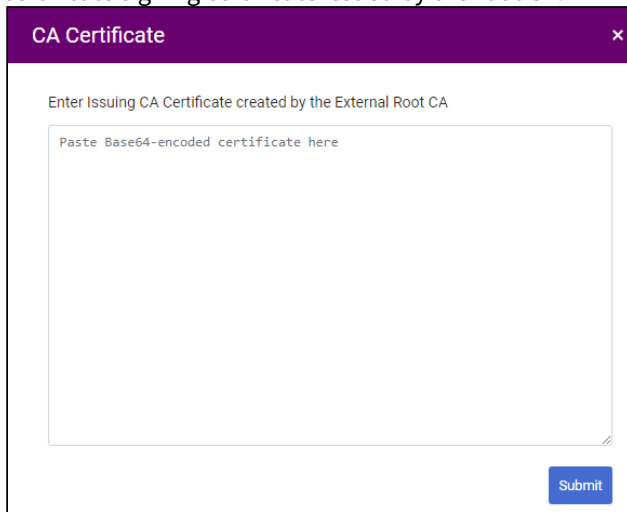 CA Certificate ×
Enter Issuing CA Certificate created by the External Root CA
Paste Base64-encoded certificate here
Submit